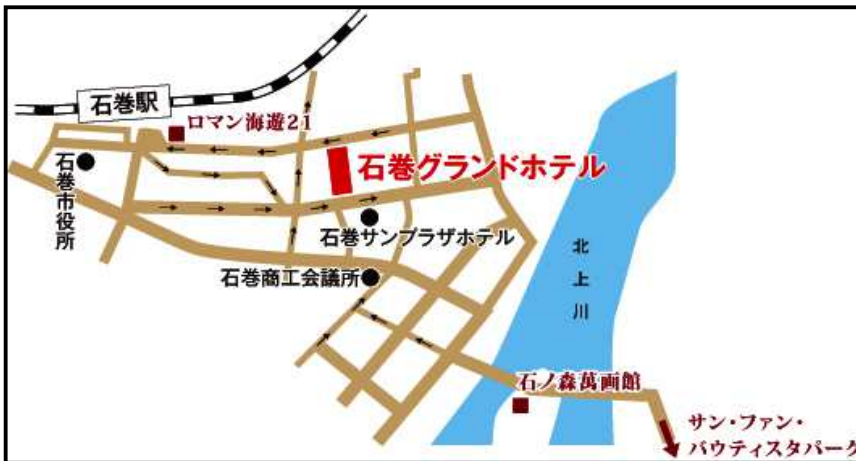 石巻駅
ロマン海遊21
石巻グランドホテル
石巻市役所
石巻サンプラザホテル
北上川
石巻商工会議所
石ノ森萬画館
サン・ファン・
バウティスタパーク